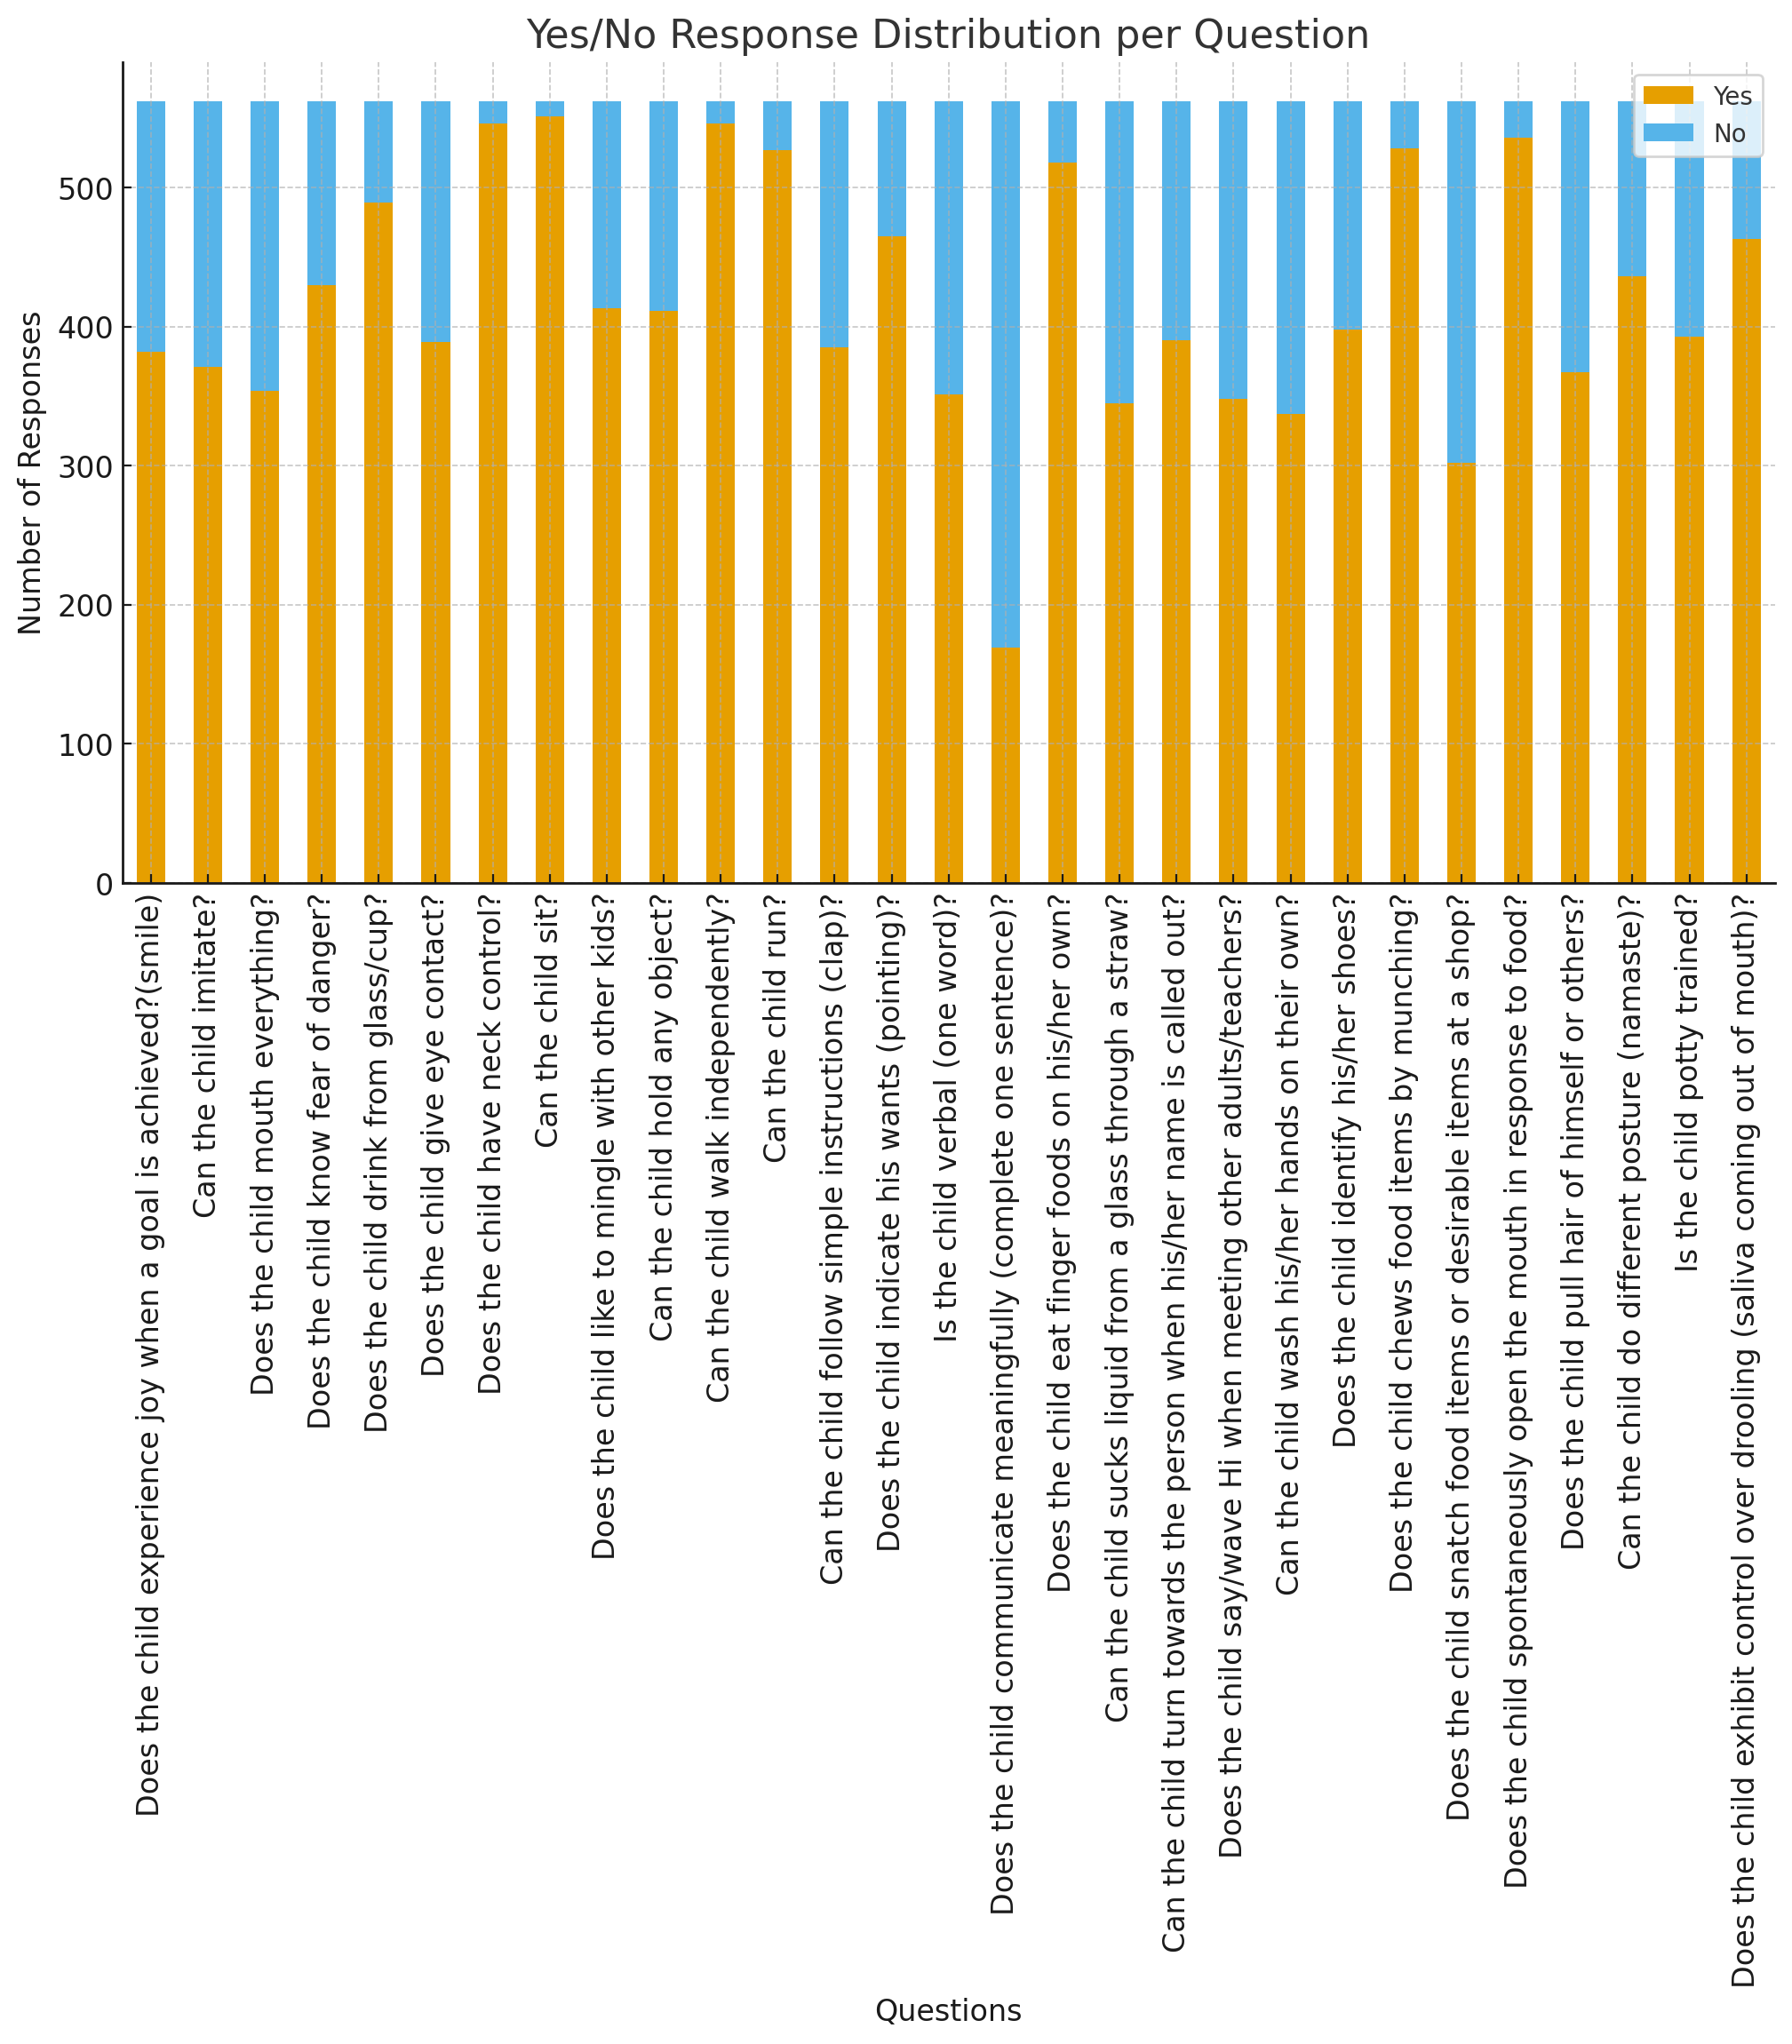 Yes/No Response Distribution per Question
Yes
No
Number of Responses
500
400
300
200
100
0
Does the child experience joy when a goal is achieved?(smile)
Can the child imitate?
Does the child mouth everything?
Does the child know fear of danger?
Does the child drink from glass/cup?
Does the child give eye contact?
Does the child have neck control?
Can the child sit?
Does the child like to mingle with other kids?
Can the child hold any object?
Can the child walk independently?
Can the child run?
Can the child follow simple instructions (clap)?
Does the child indicate his wants (pointing)?
Is the child verbal (one word)?
Does the child communicate meaningfully (complete one sentence)?
Does the child eat finger foods on his/her own?
Can the child sucks liquid from a glass through a straw?
Can the child turn towards the person when his/her name is called out?
Does the child say/wave Hi when meeting other adults/teachers?
Can the child wash his/her hands on their own?
Does the child identify his/her shoes?
Does the child chews food items by munching?
Does the child snatch food items or desirable items at a shop?
Does the child spontaneously open the mouth in response to food?
Does the child pull hair of himself or others?
Can the child do different posture (namaste)?
Is the child potty trained?
Does the child exhibit control over drooling (saliva coming out of mouth)?
Questions